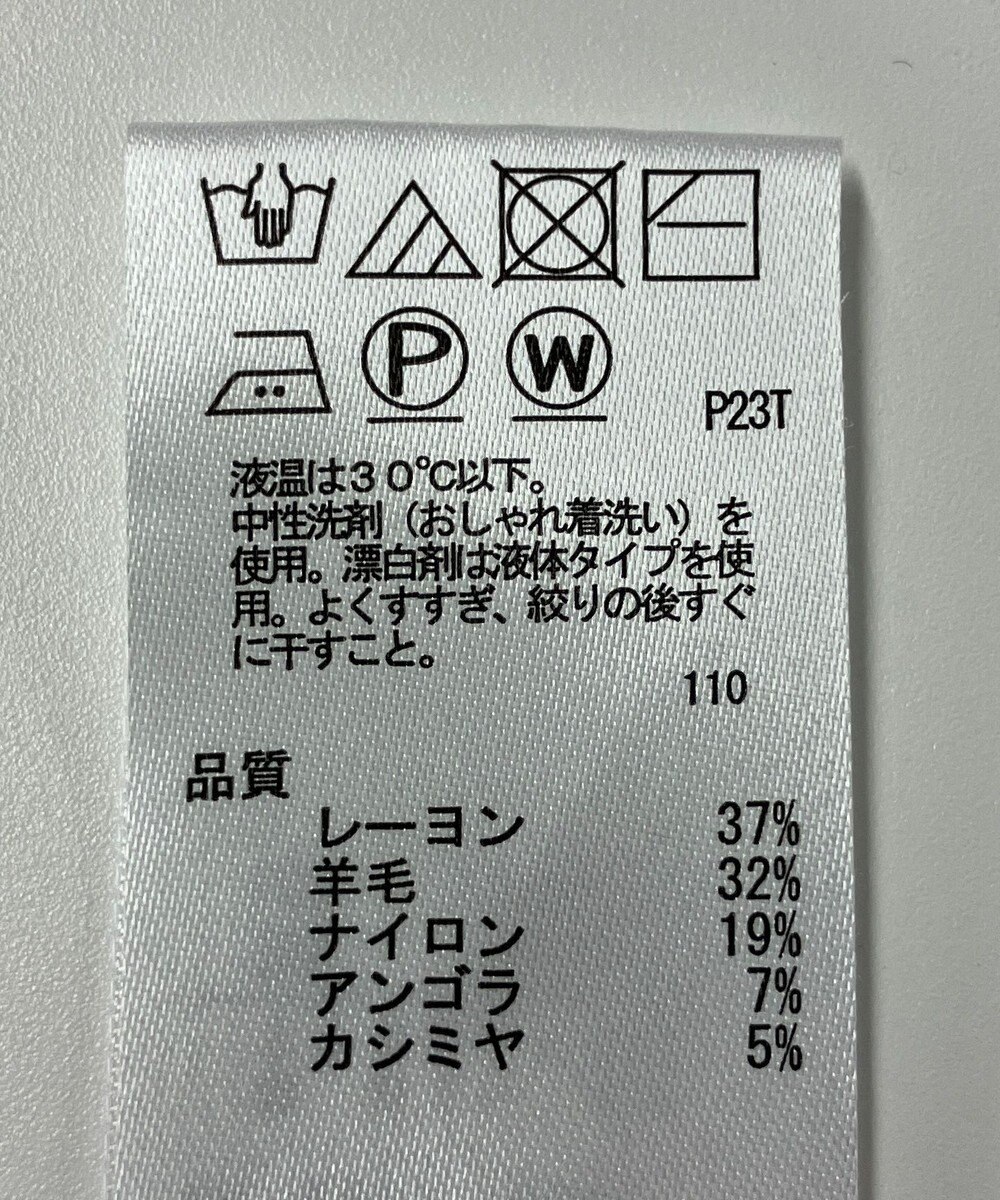 P W P23T
液温は30℃以下。
中性洗剤(おしゃれ着洗い)を
使用。漂白剤は液体タイプを使
用。よくすすぎ、絞りの後すぐ
に干すこと。
110
品質
レーヨン 37%
羊毛 32%
ナイロン 19%
アンゴラ 7%
カシミヤ 5%